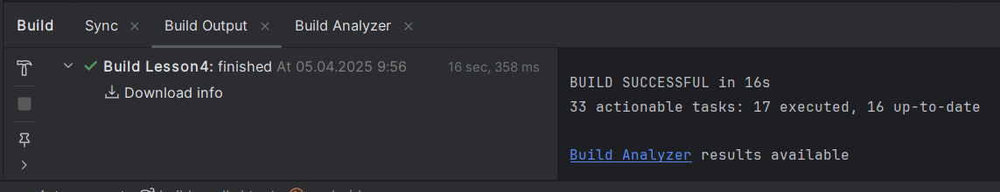 Build Sync Build Output Build Analyzer
Build Lesson4: finished At 05.04.2025 9:56 16 sec, 358 ms
Download info
BUILD SUCCESSFUL in 16s
33 actionable tasks: 17 executed, 16 up-to-date
Build Analyzer results available